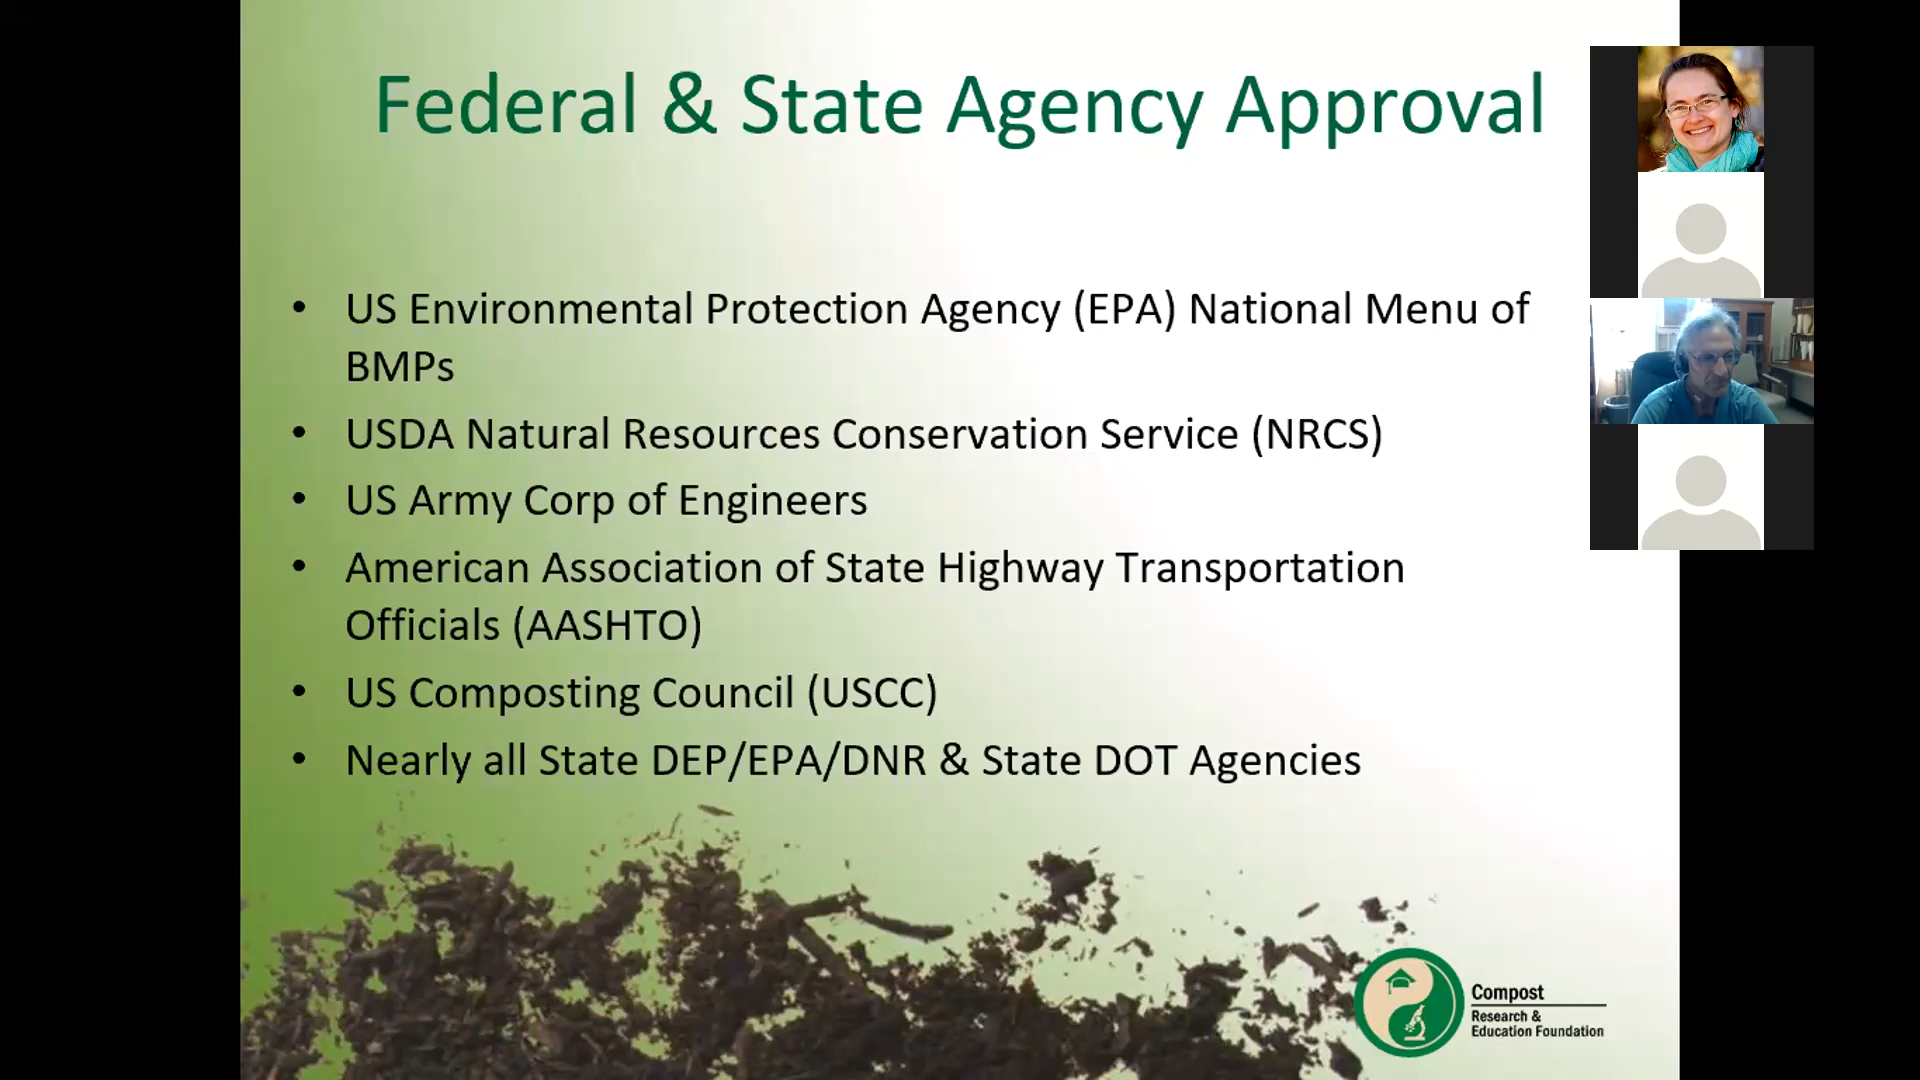 Federal & State Agency Approval
• US Environmental Protection Agency (EPA) National Menu of
BMPs
• USDA Natural Resources Conservation Service (NRCS)
• US Army Corp of Engineers
• American Association of State Highway Transportation
Officials (AASHTO)
• US Composting Council (USCC)
• Nearly all State DEP/EPA/DNR & State DOT Agencies
Compost
Research &
Education Foundation